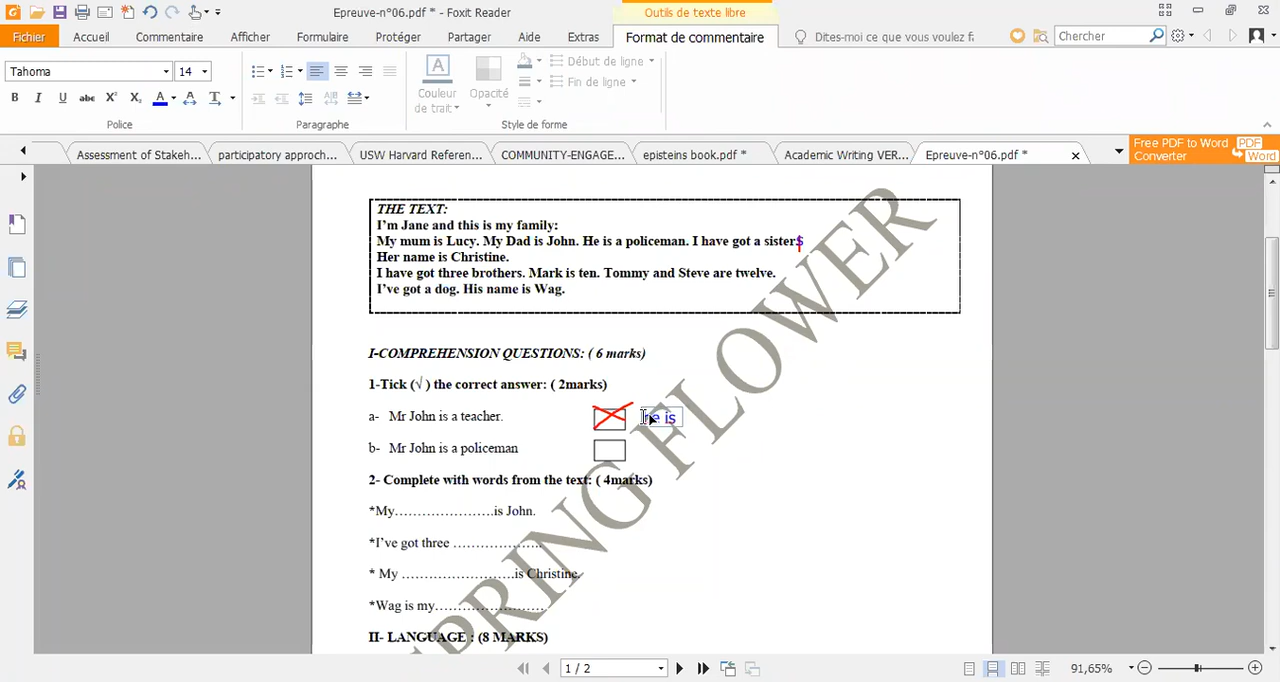 Epreuve-n°06.pdf * - Foxit Reader
Outils de texte libre
Fichier
Accueil
Commentaire
Afficher
Formulaire
Protéger
Partager
Aide
Extras
Format de commentaire
Dites-moi ce que vous voulez f
Chercher
Tahoma
14
B I U abc X² X₂ A A T
Police
Paragraphe
Couleur de trait
Opacité
Début de ligne
Fin de ligne
Style de forme
Assessment of Stakeh...
participatory approch...
USW Harvard Referen...
COMMUNITY-ENGAGE...
episteins book.pdf *
Academic Writing VER...
Epreuve-n°06.pdf *
Free PDF to Word Converter
PDF
Word
THE TEXT:
I'm Jane and this is my family:
My mum is Lucy. My Dad is John. He is a policeman. I have got a sister.
Her name is Christine.
I have got three brothers. Mark is ten. Tommy and Steve are twelve.
I've got a dog. His name is Wag.
I-COMPREHENSION QUESTIONS: ( 6 marks)
1-Tick (√ ) the correct answer: ( 2marks)
a- Mr John is a teacher.
he is
b- Mr John is a policeman
2- Complete with words from the text: ( 4marks)
*My………………….is John.
*I've got three ………………..
* My …………………….is Christine.
*Wag is my……………………
II- LANGUAGE : (8 MARKS)
SPRING FLOWER
1 / 2
91,65%